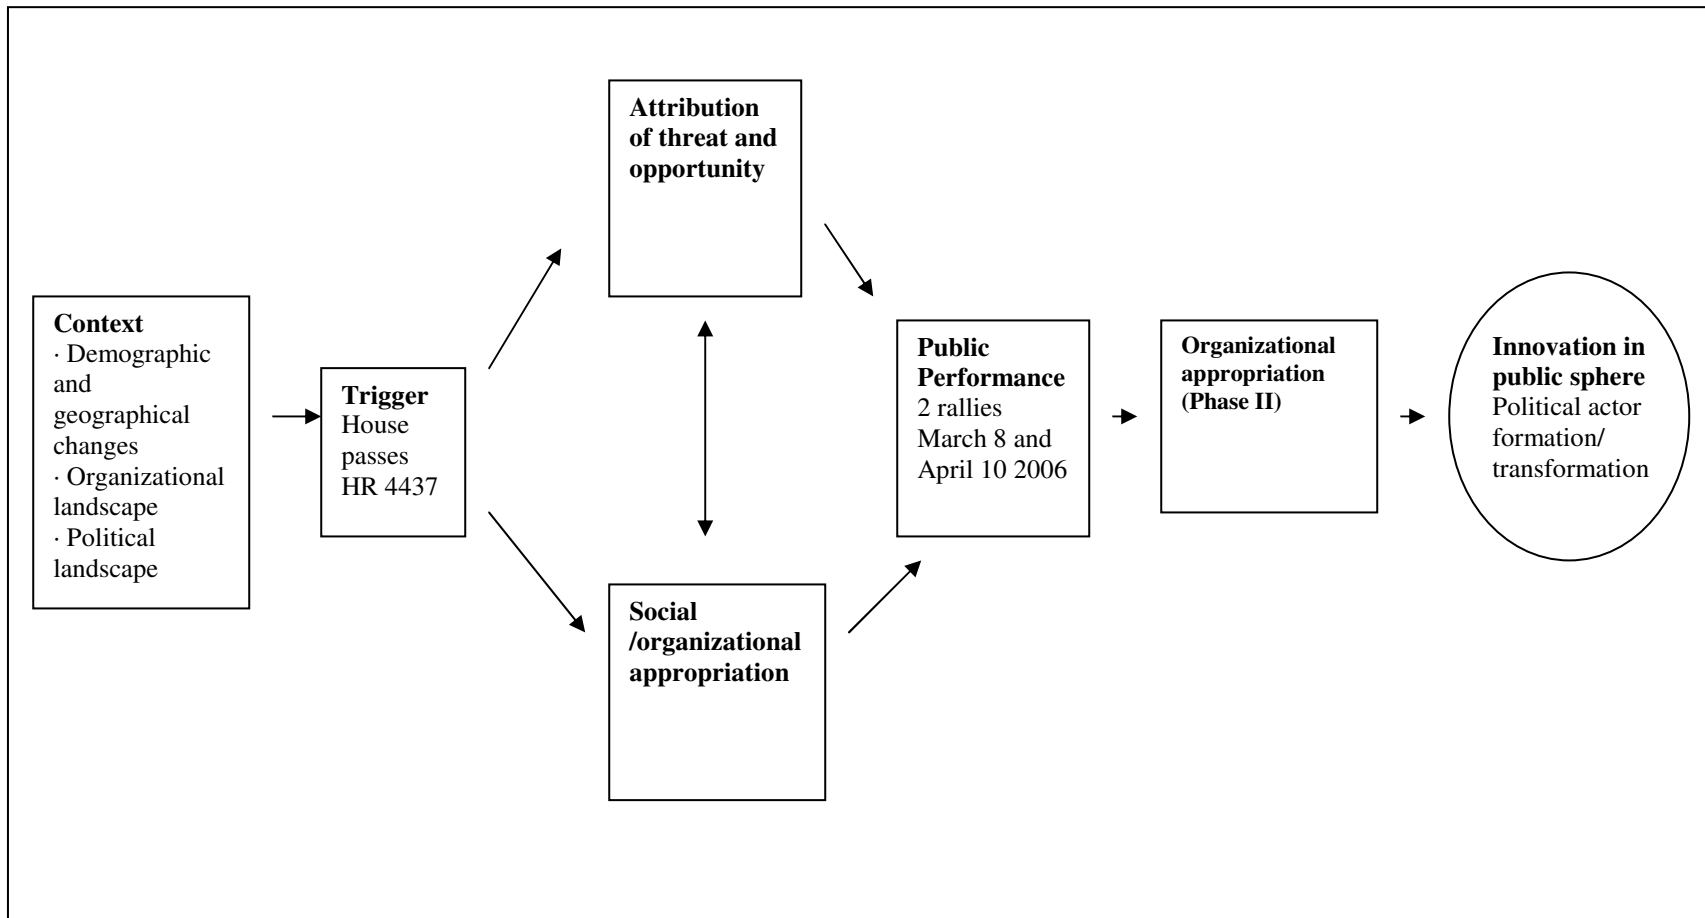 Context
· Demographic
and
geographical
changes
· Organizational
landscape
· Political
landscape
Trigger
House
passes
HR 4437
Attribution
of threat and
opportunity
Social
/organizational
appropriation
Public
Performance
2 rallies
March 8 and
April 10 2006
Organizational
appropriation
(Phase II)
Innovation in
public sphere
Political actor
formation/
transformation